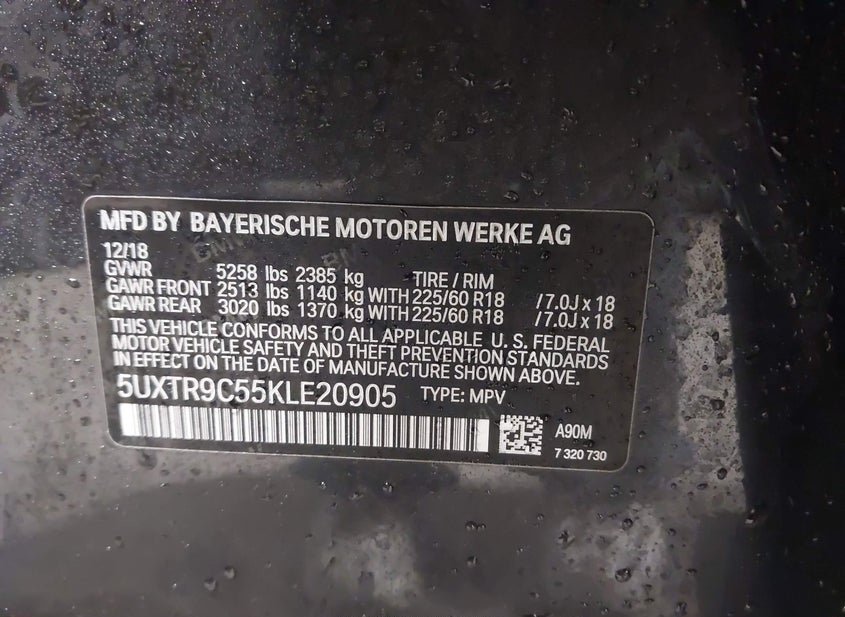 MFD BY BAYERISCHE MOTOREN WERKE AG
12/18
GVWR 5258 lbs 2385 kg TIRE / RIM
GAWR FRONT 2513 lbs 1140 kg WITH 225/60 R18 / 7.0J x 18
GAWR REAR 3020 lbs 1370 kg WITH 225/60 R18 / 7.0J x 18
THIS VEHICLE CONFORMS TO ALL APPLICABLE U. S. FEDERAL
MOTOR VEHICLE SAFETY AND THEFT PREVENTION STANDARDS
IN EFFECT ON THE DATE OF MANUFACTURE SHOWN ABOVE.
5UXTR9C55KLE20905 TYPE: MPV
A90M
7 320 730